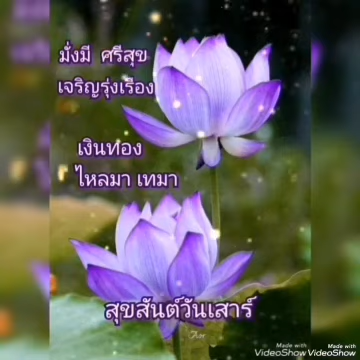 มั่งมี ศรีสุข
เจริญรุ่งเรือง
เงินทอง
ไหลมา เทมา
สุขสันต์วันเสาร์
Made with
VideoShow
Made with
VideoShow